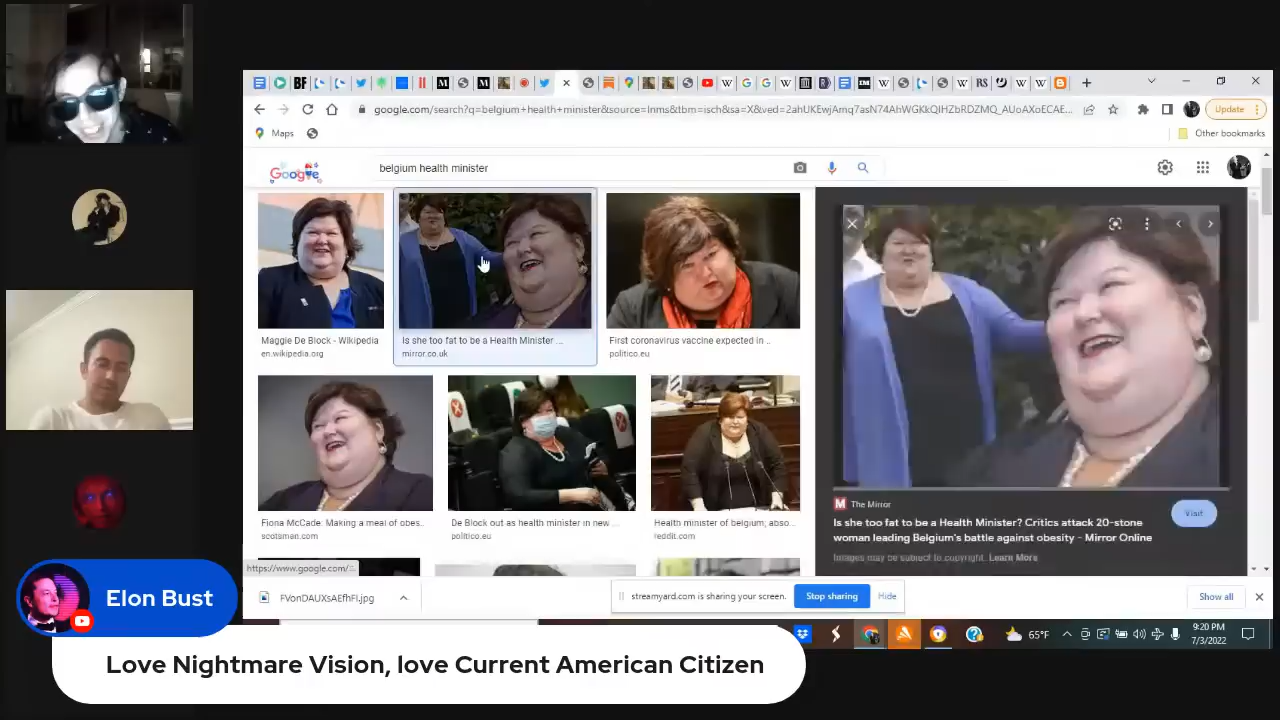 google.com/search?q=belgium+health+minister&source=lnms&tbm=isch&sa=X&ved=
Update
Maps
Other bookmarks
Google
belgium health minister
Maggie De Block - Wikipedia
en.wikipedia.org
Is she too fat to be a Health Minister ...
mirror.co.uk
First coronavirus vaccine expected in ..
politico.eu
Fiona McCade: Making a meal of obes..
scotsman.com
De Block out as health minister in new ...
politico.eu
Health minister of belgium, abso...
reddit.com
M The Mirror
Is she too fat to be a Health Minister? Critics attack 20-stone
woman leading Belgium's battle against obesity - Mirror Online
Visit
Images may be subject to copyright. Learn More
https://www.google.com/
FVonDAUXsAEfhFI.jpg
streamyard.com is sharing your screen.
Stop sharing
Hide
Show all
65°F
9:20 PM
7/3/2022
Elon Bust
Love Nightmare Vision, love Current American Citizen